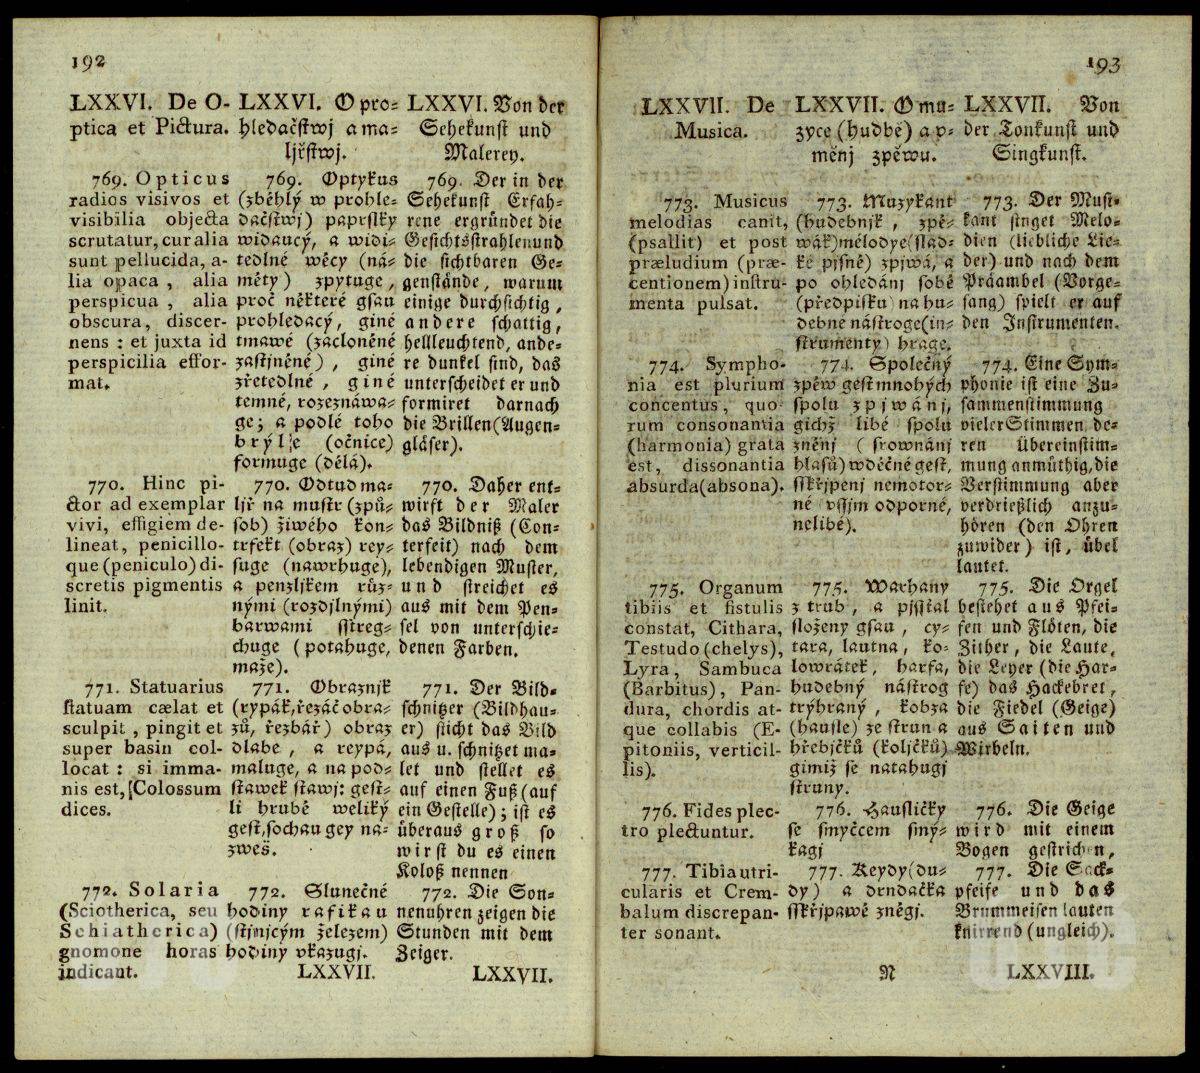 192
LXXVI. De O-
ptica et Pictura.
769. Opticus
radios visivos et
visibilia objecta
scrutatur, cur alia
sunt pellucida, a-
lia opaca, alia
perspicua, alia
obscura, discer-
nens: et juxta id
perspicilia effor-
mat.
770. Hinc pi-
ctor ad exemplar
vivi, effigiem de-
lineat, penicillo-
que (peniculo) di-
scretis pigmentis
linit.
771. Statuarius
statuam cælat et
sculpit, pingit et
super basin col-
locat: si imma-
nis est, Colossum
dices.
772. Solaria
(Sciotherica, seu
Schiatherica)
gnomone horas
indicant.
LXXVI. O pro-
hledačstwj a ma-
ljřstwj.
769. Optykus
(zběhlý w prohle-
dačstwj) paprslky
widaucý, a widi-
tedlné wěcy (ná-
měty) zpytuge,
proč některé gsau
prohledacý, giné
tmawé (zacloněné
zastjněné), giné
zřetedlné, giné
temné, rozeznáwa-
ge; a podlé toho
brýlle (očnice)
formuge (dělá).
770. Odtud ma-
ljř na mustr (způ-
sob) žiwého kon-
trfekt (obraz) rey-
suge (nawrhuge),
a penzljkem růz-
nými (rozdjlnými)
barwami sstreg-
chuge (potahuge,
maže).
771. Obraznjk
(rypák, řezáč obra-
zů, řezbář) obraz
dlabe, a reypá,
maluge, a na pod-
stawek stawj: gest-
li hrubě weliký
gest, sochau gey na-
zweš.
772. Slunečné
hodiny rafikau
(stjnjcým železem)
hodiny vkazugj.
LXXVII.
LXXVI. Von der
Sehekunst und
Malerey.
769. Der in der
Sehekunst Erfah-
rene ergründet die
Gesichtsstrahlen und
die sichtbaren Ge-
genstände, warum
einige durchsichtig,
andere schattig,
hellleuchtend, ande-
re dunkel sind, das
unterscheidet er und
formiret darnach
die Brillen (Augen-
gläser).
770. Daher ent-
wirft der Maler
das Bildniß (Con-
terfeit) nach dem
lebendigen Muster,
und streichet es
aus mit dem Pen-
sel von unterschie-
denen Farben.
771. Der Bild-
schnitzer (Bildhau-
er) sticht das Bild
aus u. schnitzet ma-
let und stellet es
auf einen Fuß (auf
ein Gestelle); ist es
überaus groß so
wirst du es einen
Koloß nennen
772. Die Son-
nenuhren zeigen die
Stunden mit dem
Zeiger.
LXXVII.
193
LXXVII. De
Musica.
773. Musicus
melodias canit,
(psallit) et post
præludium (præ-
centionem) instru-
menta pulsat.
774. Sympho-
nia est plurium
concentus, quo-
rum consonantia
(harmonia) grata
est, dissonantia
absurda (absona).
775. Organum
tibiis et fistulis
constat, Cithara,
Testudo (chelys),
Lyra, Sambuca
(Barbitus), Pan-
dura, chordis at-
que collabis (E-
pitoniis, verticil-
lis).
776. Fides plec-
tro plectuntur.
777. Tibia utri-
cularis et Crem-
balum discrepan-
ter sonant.
LXXVII. O mu-
zyce (hudbě) a v-
měnj zpěwu.
773. Muzykant
(hudebnjk, zpě-
wák) mélodye (slad-
ké pjsně) zpjwá, a
po ohledánj sobě
(předpisku) na hu-
debné nástroge (in-
strumenty) hrage.
774. Společný
zpěw gest mnohých
spolu zpjwánj,
gichž libé spolu
zněnj (srownánj
hlasů) wděčné gest,
sskřjpenj nemotor-
né vssjm odporné,
nelibé).
775. Warhany
z trub, a pjsstal
složeny gsau, cy-
tara, lautna, ko-
lowrátek, harfa,
hudebný nástrog
trýhraný, kobza
(hausle) ze strun a
hřebjčků (koljčků)
gimiž se natahugj
struny.
776. Hausličky
se smyčcem smý-
kagj
777. Keydy (du-
dy) a drndačka
sskřjpawě znégj.
N
LXXVII. Von
der Tonkunst und
Singkunst.
773. Der Musi-
kant singet Melo-
dien (liebliche Lie-
der) und nach dem
Präambel (Vorge-
sang) spielt er auf
den Instrumenten.
774. Eine Sym-
phonie ist eine Zu-
sammenstimmung
vieler Stimmen de-
ren Übereinstim-
mung anmüthig, die
Verstimmung aber
verdrießlich anzu-
hören (den Ohren
zuwider) ist, übel
lautet.
775. Die Orgel
bestehet aus Pfei-
fen und Flöten, die
Zither, die Laute,
die Leyer (die Har-
fe) das Hackebret,
die Fiedel (Geige)
aus Saiten und
Wirbeln.
776. Die Geige
wird mit einem
Bogen gestrichen,
777. Die Sack-
pfeife und das
Brummeisen lauten
knirrend (ungleich).
LXXVIII.